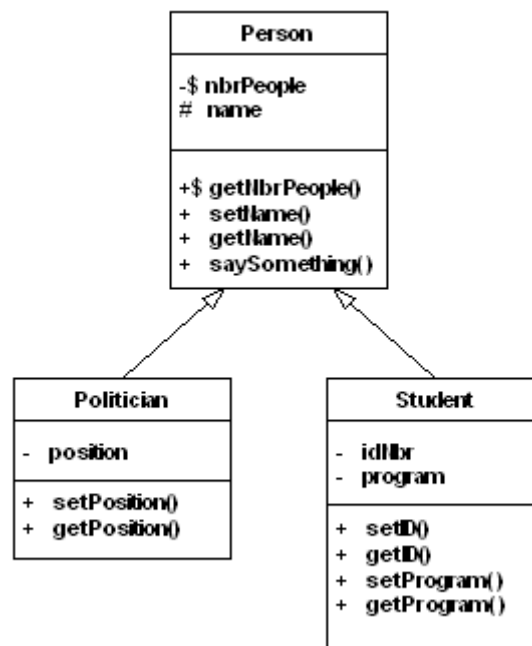 Person
-$ nbrPeople
# name
+$ getNbrPeople()
+ setName()
+ getName()
+ saySomething()
Politician
- position
+ setPosition()
+ getPosition()
Student
- idNbr
- program
+ setID()
+ getID()
+ setProgram()
+ getProgram()